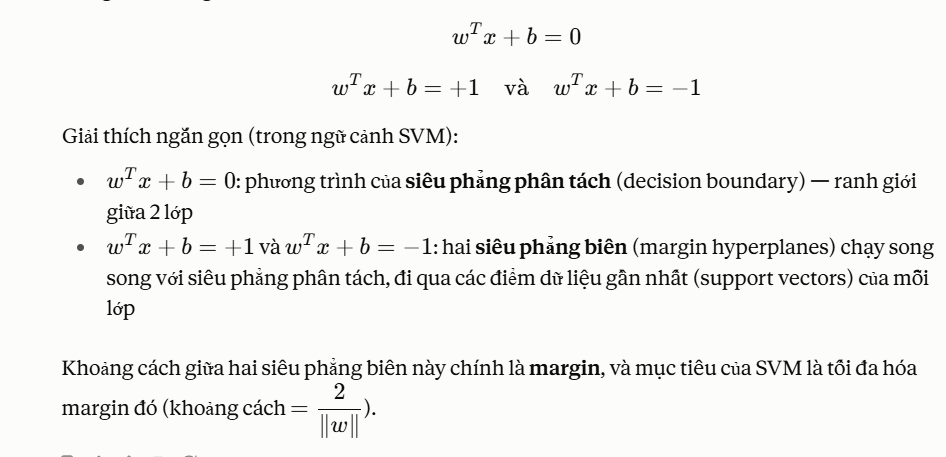 w^T x + b = 0
w^T x + b = +1 và w^T x + b = −1
Giải thích ngắn gọn (trong ngữ cảnh SVM):
• w^T x + b = 0: phương trình của siêu phẳng phân tách (decision boundary) — ranh giới
giữa 2 lớp
• w^T x + b = +1 và w^T x + b = −1: hai siêu phẳng biên (margin hyperplanes) chạy song
song với siêu phẳng phân tách, đi qua các điểm dữ liệu gần nhất (support vectors) của mỗi
lớp
Khoảng cách giữa hai siêu phẳng biên này chính là margin, và mục tiêu của SVM là tối đa hóa
margin đó (khoảng cách = 2/‖w‖).